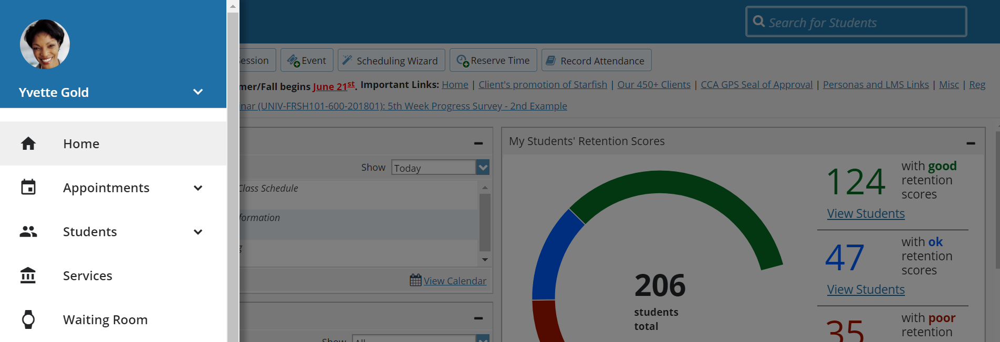 Yvette Gold
Home
Appointments
Students
Services
Waiting Room
Search for Students
Session
Event
Scheduling Wizard
Reserve Time
Record Attendance
mer/Fall begins June 21st. Important Links: Home | Client's promotion of Starfish | Our 450+ Clients | CCA GPS Seal of Approval | Personas and LMS Links | Misc | Reg
nar (UNIV-FRSH101-600-201801): 5th Week Progress Survey - 2nd Example
Show Today
Class Schedule
formation
g
View Calendar
Show All
My Students' Retention Scores
206
students
total
124 with good
retention
scores
View Students
47 with ok
retention
scores
View Students
35 with poor
retention